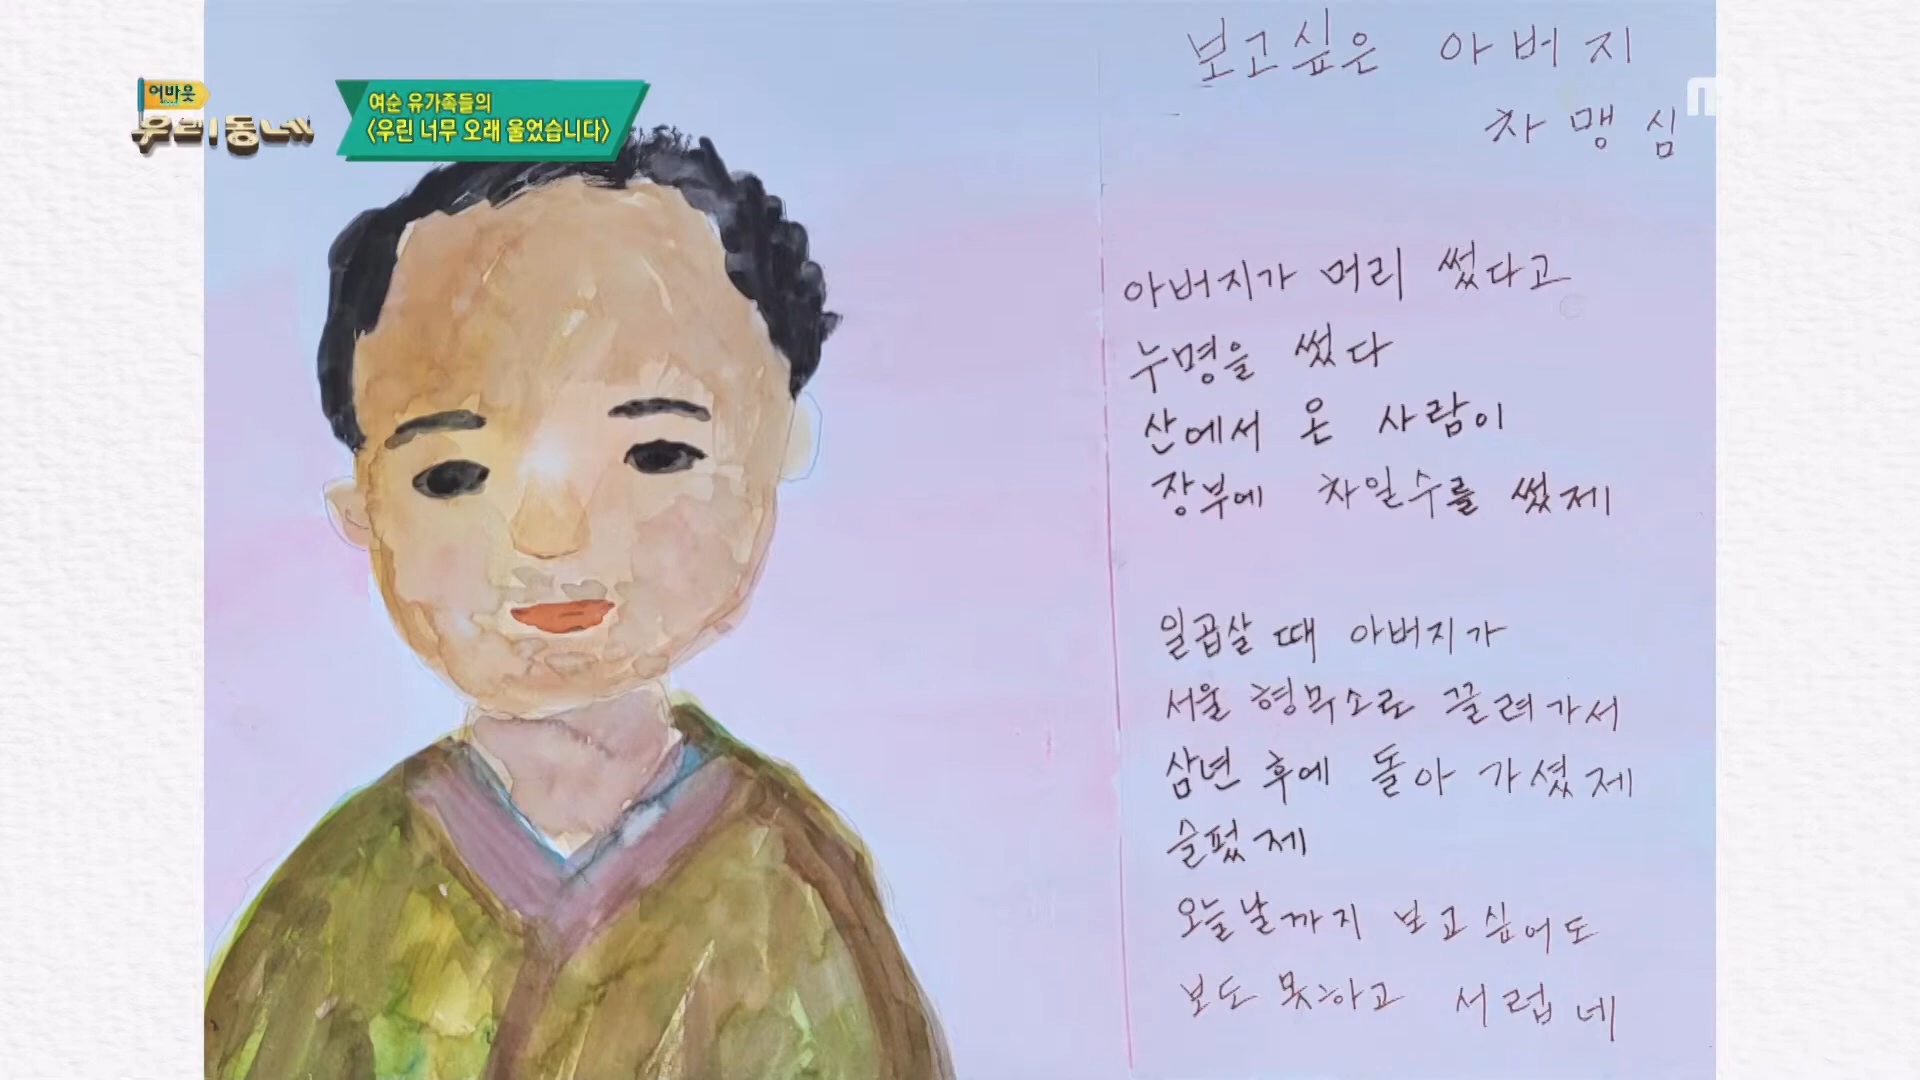 어바웃
우리동네
여순 유가족들의
〈우린 너무 오래 울었습니다〉
보고싶은 아버지
차맹심
아버지가 머리 썼다고
누명을 썼다
산에서 온 사람이
장부에 차일수를 썼제
일곱살 때 아버지가
서울 형무소로 끌려가서
삼년 후에 돌아 가셨제
슬펐제
오늘날까지 보고싶어도
보도 못하고 서럽네